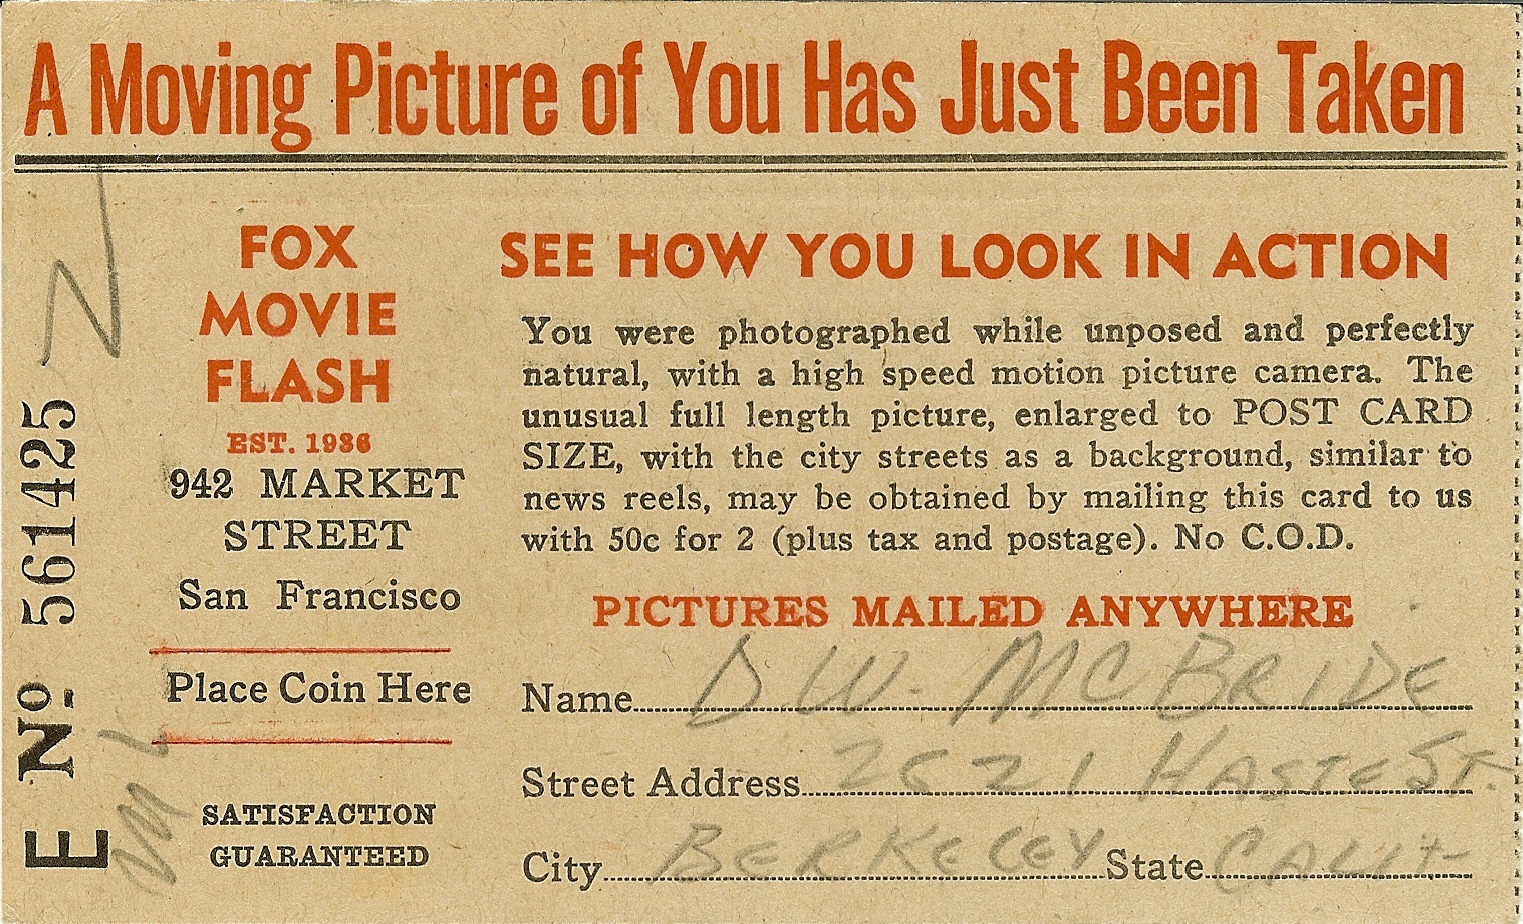 A Moving Picture of You Has Just Been Taken
E No 561425
FOX
MOVIE
FLASH
EST. 1936
942 MARKET
STREET
San Francisco
Place Coin Here
SATISFACTION
GUARANTEED
SEE HOW YOU LOOK IN ACTION
You were photographed while unposed and perfectly
natural, with a high speed motion picture camera. The
unusual full length picture, enlarged to POST CARD
SIZE, with the city streets as a background, similar to
news reels, may be obtained by mailing this card to us
with 50c for 2 (plus tax and postage). No C.O.D.
PICTURES MAILED ANYWHERE
Name D.W. MCBRIDE
Street Address HASTE ST.
City BERKELEY State CALIF